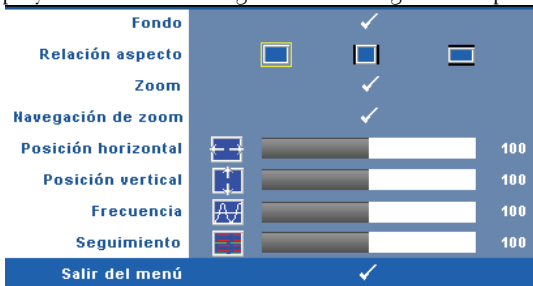 Fondo
Relación aspecto
Zoom
Navegación de zoom
Posición horizontal 100
Posición vertical 100
Frecuencia 100
Seguimiento 100
Salir del menú